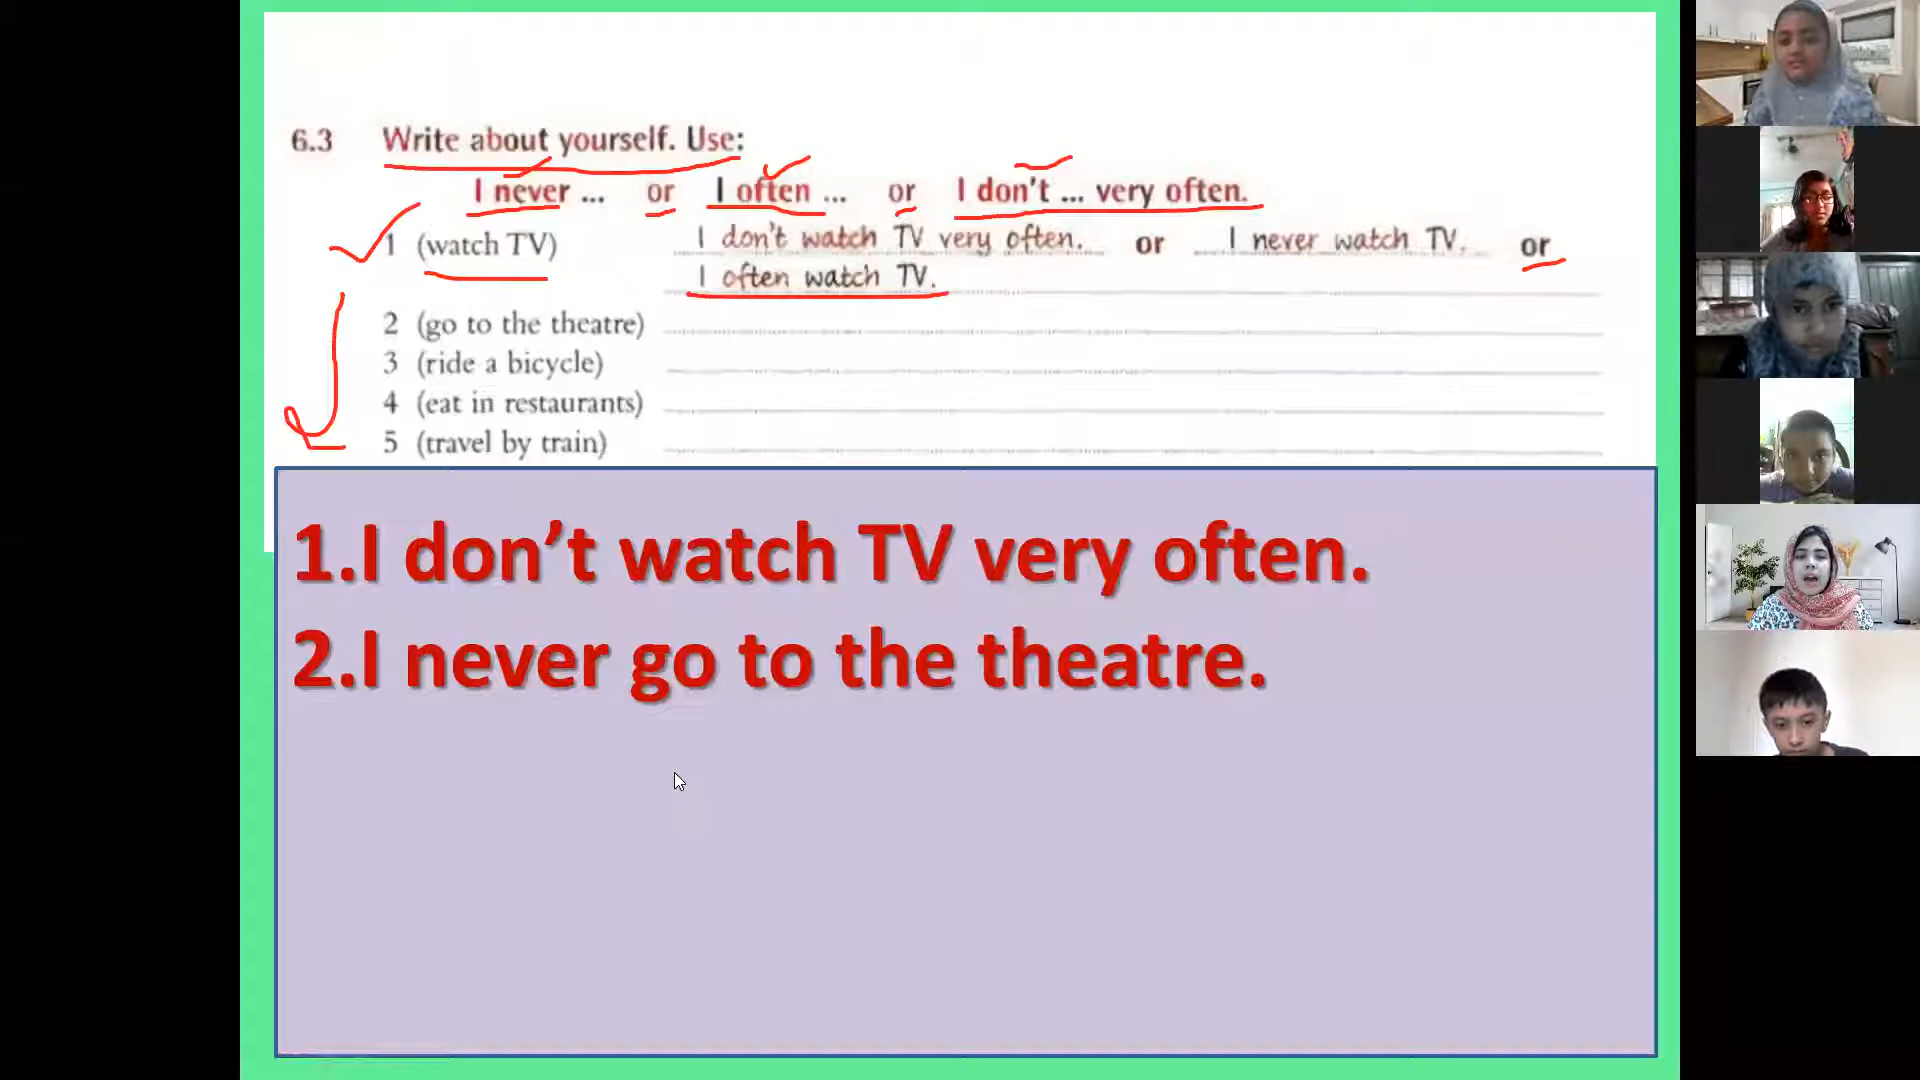 6.3 Write about yourself. Use:
I never ... or I often ... or I don't ... very often.
1 (watch TV) I don't watch TV very often. or I never watch TV. or
I often watch TV.
2 (go to the theatre)
3 (ride a bicycle)
4 (eat in restaurants)
5 (travel by train)
1.I don’t watch TV very often.
2.I never go to the theatre.